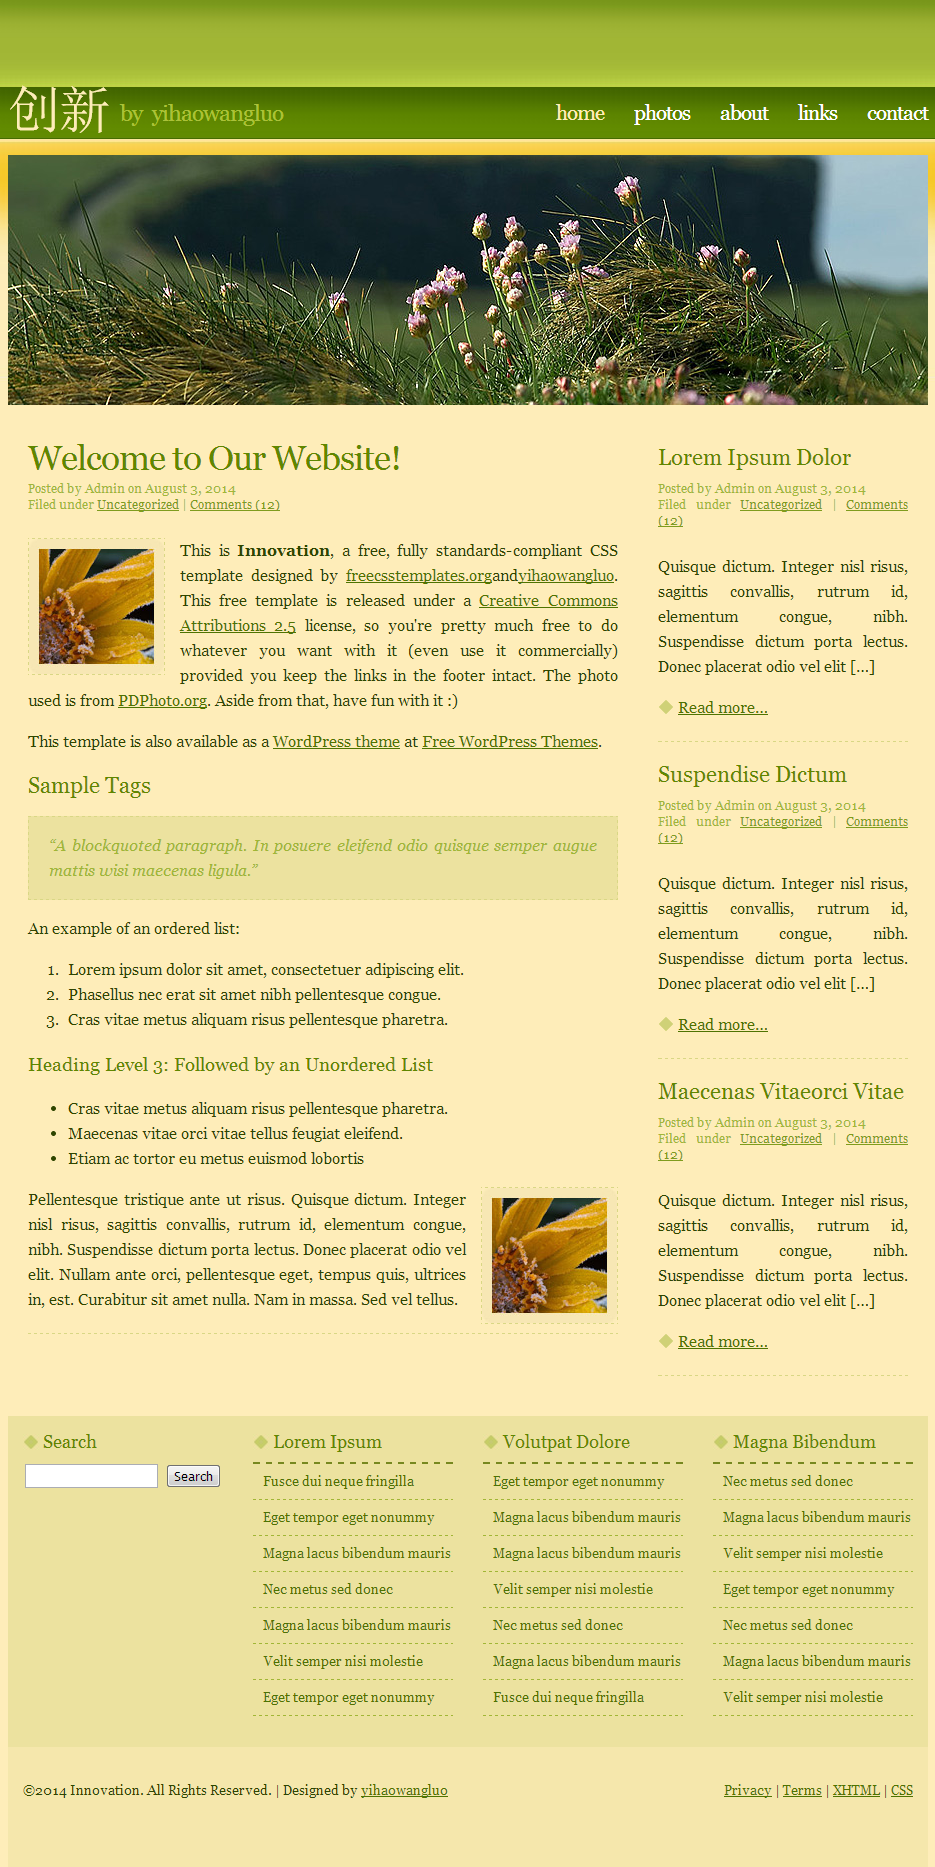 创新 by yihaowangluo
home photos about links contact
Welcome to Our Website!
Posted by Admin on August 3, 2014
Filed under Uncategorized | Comments (12)
This is Innovation, a free, fully standards-compliant CSS
template designed by freecsstemplates.organdyihaowangluo.
This free template is released under a Creative Commons
Attributions 2.5 license, so you're pretty much free to do
whatever you want with it (even use it commercially)
provided you keep the links in the footer intact. The photo
used is from PDPhoto.org. Aside from that, have fun with it :)
This template is also available as a WordPress theme at Free WordPress Themes.
Sample Tags
“A blockquoted paragraph. In posuere eleifend odio quisque semper augue
mattis wisi maecenas ligula.”
An example of an ordered list:
1. Lorem ipsum dolor sit amet, consectetuer adipiscing elit.
2. Phasellus nec erat sit amet nibh pellentesque congue.
3. Cras vitae metus aliquam risus pellentesque pharetra.
Heading Level 3: Followed by an Unordered List
• Cras vitae metus aliquam risus pellentesque pharetra.
• Maecenas vitae orci vitae tellus feugiat eleifend.
• Etiam ac tortor eu metus euismod lobortis
Pellentesque tristique ante ut risus. Quisque dictum. Integer
nisl risus, sagittis convallis, rutrum id, elementum congue,
nibh. Suspendisse dictum porta lectus. Donec placerat odio vel
elit. Nullam ante orci, pellentesque eget, tempus quis, ultrices
in, est. Curabitur sit amet nulla. Nam in massa. Sed vel tellus.
Lorem Ipsum Dolor
Posted by Admin on August 3, 2014
Filed under Uncategorized | Comments
(12)
Quisque dictum. Integer nisl risus,
sagittis convallis, rutrum id,
elementum congue, nibh.
Suspendisse dictum porta lectus.
Donec placerat odio vel elit [...]
Read more...
Suspendise Dictum
Posted by Admin on August 3, 2014
Filed under Uncategorized | Comments
(12)
Quisque dictum. Integer nisl risus,
sagittis convallis, rutrum id,
elementum congue, nibh.
Suspendisse dictum porta lectus.
Donec placerat odio vel elit [...]
Read more...
Maecenas Vitaeorci Vitae
Posted by Admin on August 3, 2014
Filed under Uncategorized | Comments
(12)
Quisque dictum. Integer nisl risus,
sagittis convallis, rutrum id,
elementum congue, nibh.
Suspendisse dictum porta lectus.
Donec placerat odio vel elit [...]
Read more...
Search
Search
Lorem Ipsum
Fusce dui neque fringilla
Eget tempor eget nonummy
Magna lacus bibendum mauris
Nec metus sed donec
Magna lacus bibendum mauris
Velit semper nisi molestie
Eget tempor eget nonummy
Volutpat Dolore
Eget tempor eget nonummy
Magna lacus bibendum mauris
Magna lacus bibendum mauris
Velit semper nisi molestie
Nec metus sed donec
Magna lacus bibendum mauris
Fusce dui neque fringilla
Magna Bibendum
Nec metus sed donec
Magna lacus bibendum mauris
Velit semper nisi molestie
Eget tempor eget nonummy
Nec metus sed donec
Magna lacus bibendum mauris
Velit semper nisi molestie
©2014 Innovation. All Rights Reserved. | Designed by yihaowangluo
Privacy | Terms | XHTML | CSS